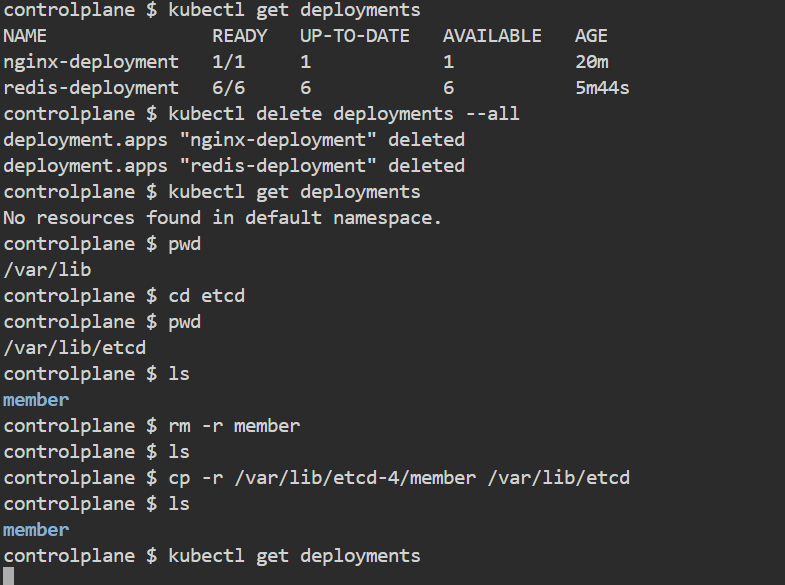 controlplane $ kubectl get deployments
NAME               READY   UP-TO-DATE   AVAILABLE   AGE
nginx-deployment   1/1     1            1           20m
redis-deployment   6/6     6            6           5m44s
controlplane $ kubectl delete deployments --all
deployment.apps "nginx-deployment" deleted
deployment.apps "redis-deployment" deleted
controlplane $ kubectl get deployments
No resources found in default namespace.
controlplane $ pwd
/var/lib
controlplane $ cd etcd
controlplane $ pwd
/var/lib/etcd
controlplane $ ls
member
controlplane $ rm -r member
controlplane $ ls
controlplane $ cp -r /var/lib/etcd-4/member /var/lib/etcd
controlplane $ ls
member
controlplane $ kubectl get deployments